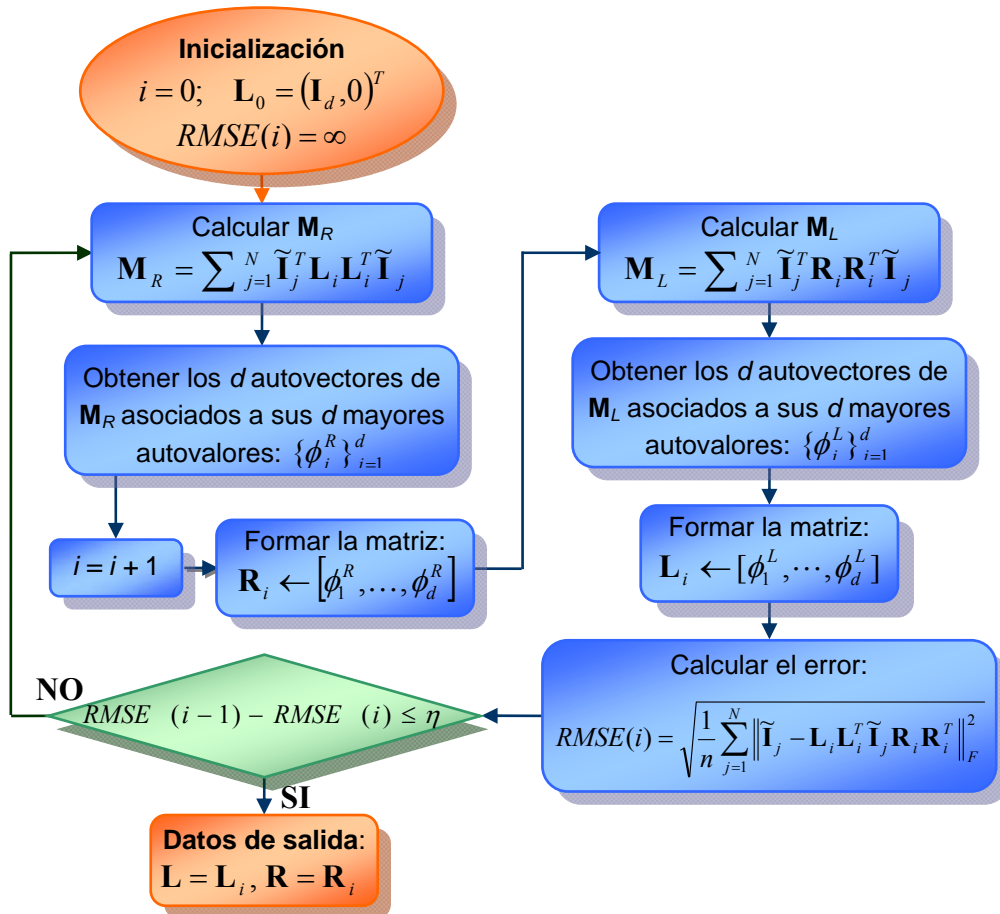 Inicialización
i = 0;   L_0 = (I_d, 0)^T
RMSE(i) = ∞
Calcular M_R
M_R = ∑_{j=1}^{N} Ĩ_j^T L_i L_i^T Ĩ_j
Obtener los d autovectores de
M_R asociados a sus d mayores
autovalores: {ϕ_i^R}_{i=1}^d
i = i + 1
Formar la matriz:
R_i ← [ϕ_1^R, …, ϕ_d^R]
Calcular M_L
M_L = ∑_{j=1}^{N} Ĩ_j^T R_i R_i^T Ĩ_j
Obtener los d autovectores de
M_L asociados a sus d mayores
autovalores: {ϕ_i^L}_{i=1}^d
Formar la matriz:
L_i ← [ϕ_1^L, ⋯, ϕ_d^L]
Calcular el error:
RMSE(i) = √(1/n ∑_{j=1}^{N} ‖Ĩ_j − L_i L_i^T Ĩ_j R_i R_i^T‖_F^2)
NO
RMSE (i − 1) − RMSE (i) ≤ η
SI
Datos de salida:
L = L_i, R = R_i